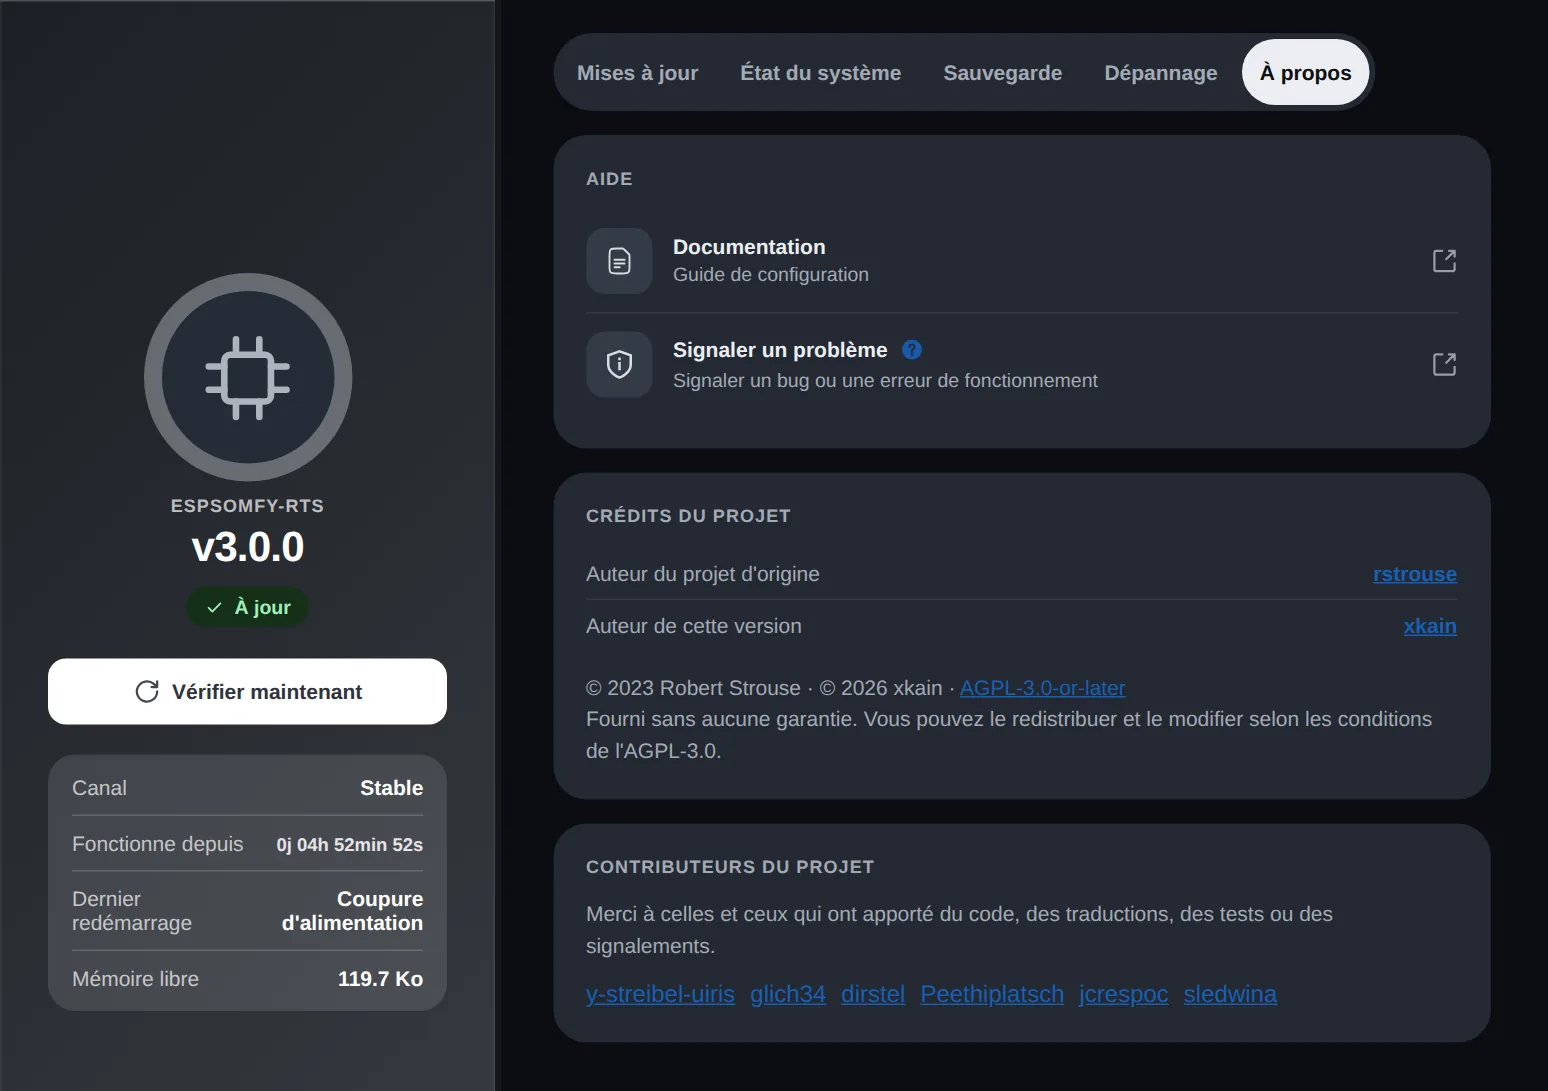 ESPSOMFY-RTS
v3.0.0
À jour
Vérifier maintenant
Canal Stable
Fonctionne depuis 0j 04h 52min 52s
Dernier redémarrage Coupure d'alimentation
Mémoire libre 119.7 Ko
Mises à jour État du système Sauvegarde Dépannage À propos
AIDE
Documentation
Guide de configuration
Signaler un problème ?
Signaler un bug ou une erreur de fonctionnement
CRÉDITS DU PROJET
Auteur du projet d'origine rstrouse
Auteur de cette version xkain
© 2023 Robert Strouse · © 2026 xkain · AGPL-3.0-or-later
Fourni sans aucune garantie. Vous pouvez le redistribuer et le modifier selon les conditions
de l'AGPL-3.0.
CONTRIBUTEURS DU PROJET
Merci à celles et ceux qui ont apporté du code, des traductions, des tests ou des
signalements.
y-streibel-uiris glich34 dirstel Peethiplatsch jcrespoc sledwina